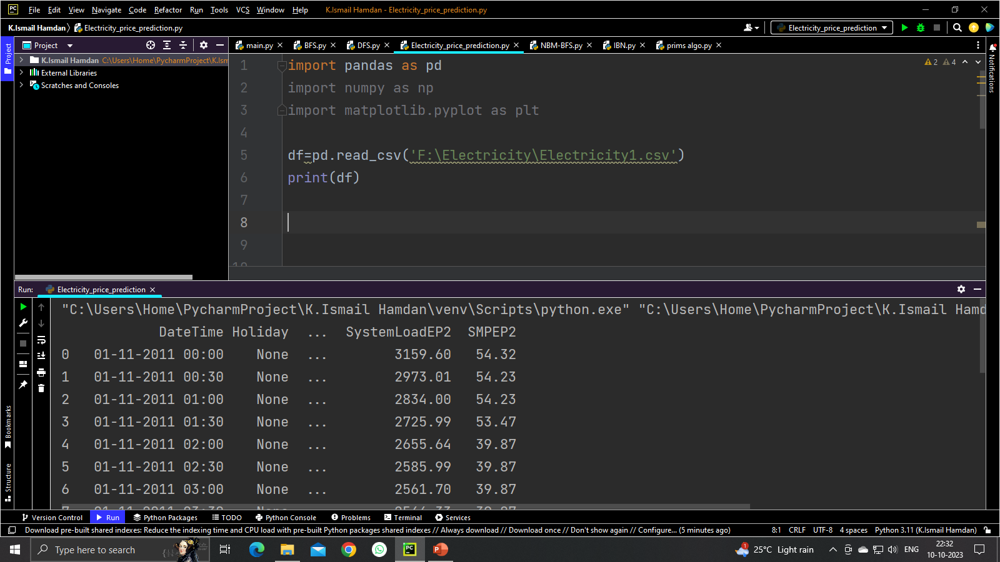 File Edit View Navigate Code Refactor Run Tools VCS Window Help K.Ismail Hamdan - Electricity_price_prediction.py
K.Ismail Hamdan Electricity_price_prediction.py Electricity_price_prediction
Project
Project
main.py BFS.py DFS.py Electricity_price_prediction.py NBM-BFS.py IBN.py prims algo.py
K.Ismail Hamdan C:\Users\Home\PycharmProject\K.Ism
External Libraries
Scratches and Consoles
Notifications
2 4
1 import pandas as pd
2 import numpy as np
3 import matplotlib.pyplot as plt
4
5 df=pd.read_csv('F:\Electricity\Electricity1.csv')
6 print(df)
7
8
9
Run: Electricity_price_prediction
"C:\Users\Home\PycharmProject\K.Ismail Hamdan\venv\Scripts\python.exe" "C:\Users\Home\PycharmProject\K.Ismail Hamd
DateTime Holiday ... SystemLoadEP2 SMPEP2
0 01-11-2011 00:00 None ... 3159.60 54.32
1 01-11-2011 00:30 None ... 2973.01 54.23
2 01-11-2011 01:00 None ... 2834.00 54.23
3 01-11-2011 01:30 None ... 2725.99 53.47
4 01-11-2011 02:00 None ... 2655.64 39.87
5 01-11-2011 02:30 None ... 2585.99 39.87
6 01-11-2011 03:00 None ... 2561.70 39.87
Bookmarks
Structure
Version Control Run Python Packages TODO Python Console Problems Terminal Services
Download pre-built shared indexes: Reduce the indexing time and CPU load with pre-built Python packages shared indexes // Always download // Download once // Don't show again // Configure... (5 minutes ago) 8:1 CRLF UTF-8 4 spaces Python 3.11 (K.Ismail Hamdan)
Type here to search
1 25°C Light rain ENG 22:32
10-10-2023